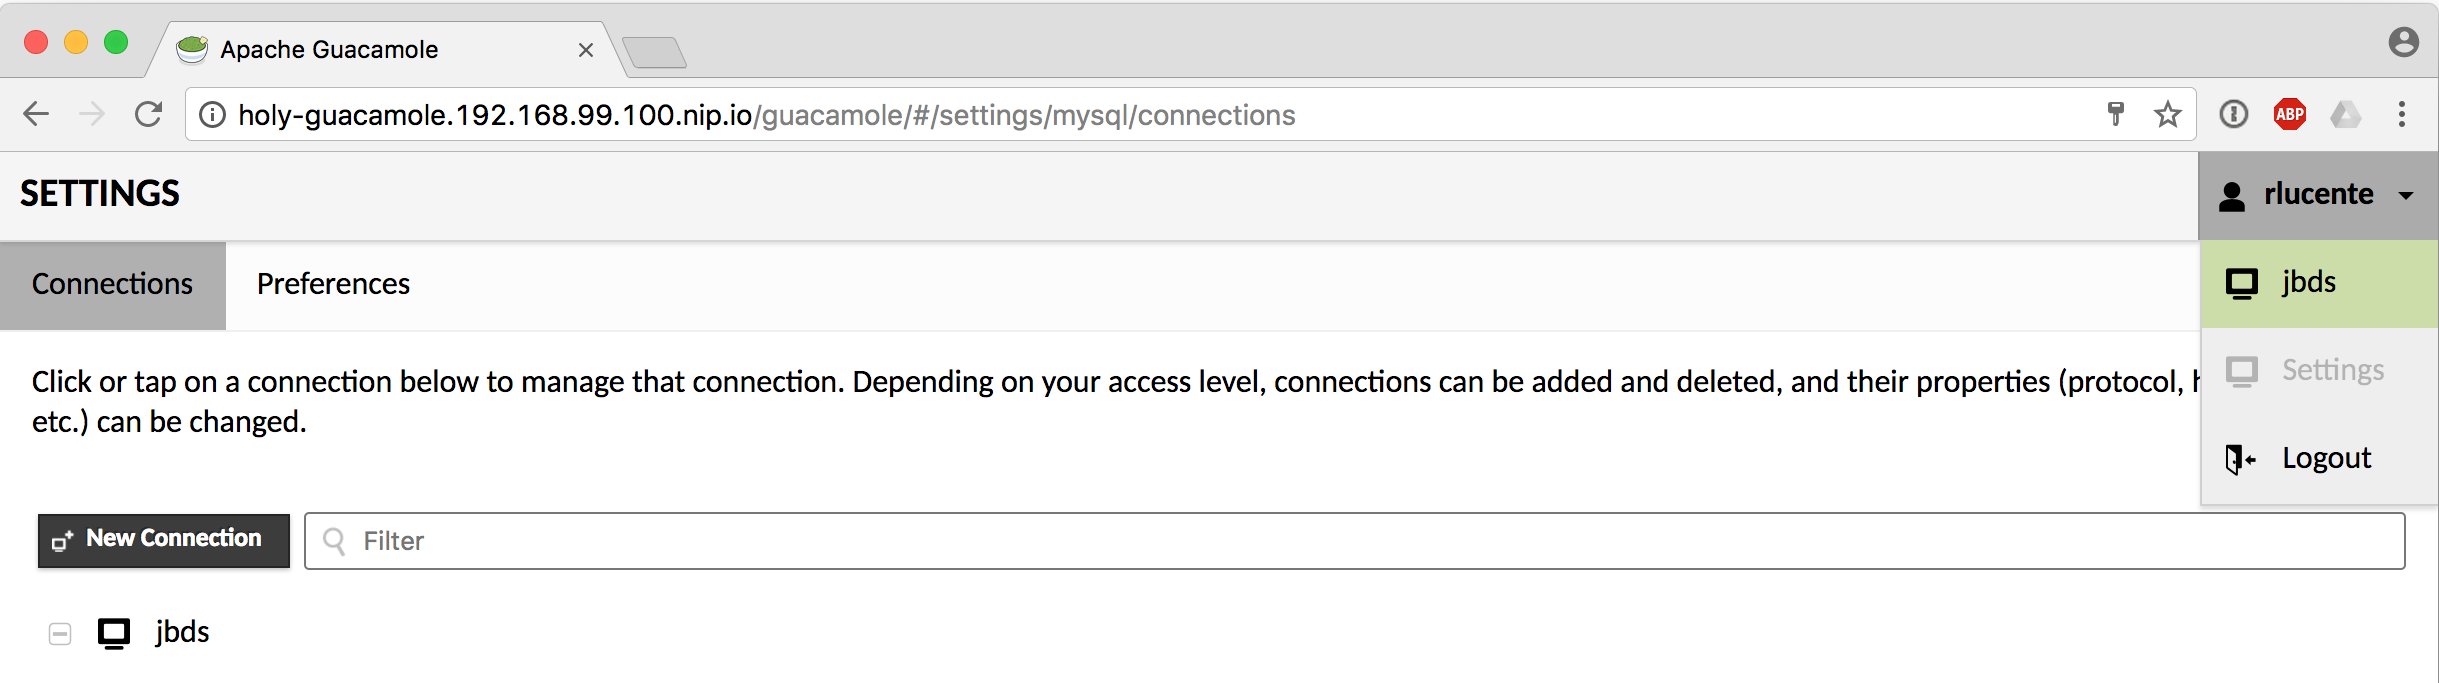 Apache Guacamole
holy-guacamole.192.168.99.100.nip.io/guacamole/#/settings/mysql/connections
ABP
SETTINGS
rlucente
Connections
Preferences
jbds
Settings
Logout
Click or tap on a connection below to manage that connection. Depending on your access level, connections can be added and deleted, and their properties (protocol,
etc.) can be changed.
New Connection
Filter
jbds